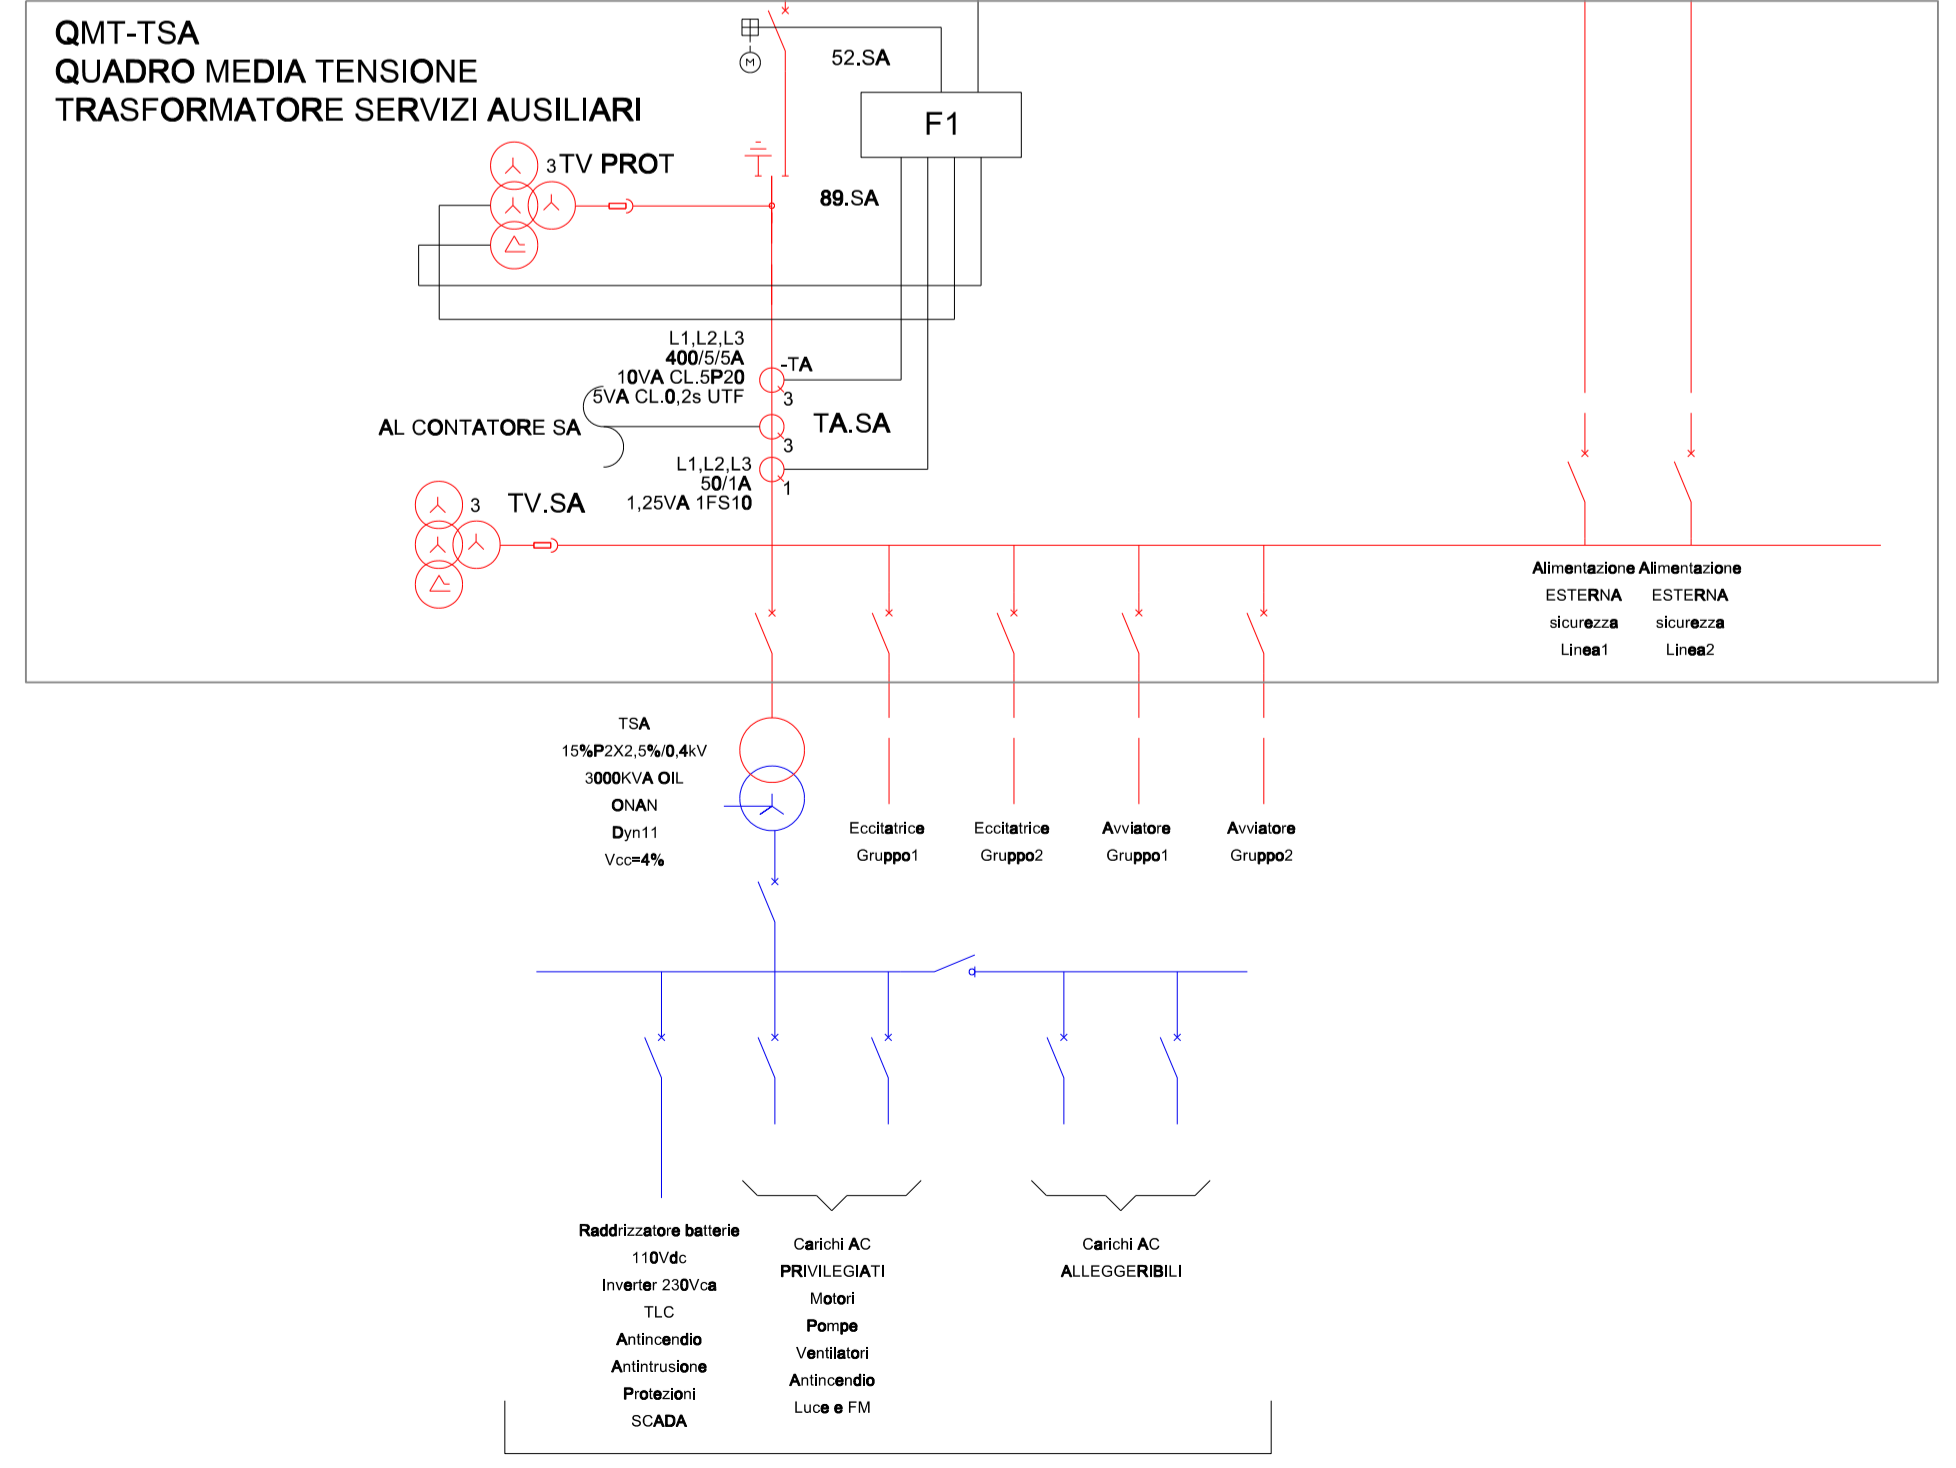 QMT-TSA
QUADRO MEDIA TENSIONE
TRASFORMATORE SERVIZI AUSILIARI
M
52.SA
F1
3 TV PROT
89.SA
L1,L2,L3
400/5/5A
10VA CL.5P20
5VA CL.0,2s UTF
-TA
3
AL CONTATORE SA
TA.SA
3
L1,L2,L3
50/1A
1,25VA 1FS10
1
3 TV.SA
Alimentazione
ESTERNA
sicurezza
Linea1
Alimentazione
ESTERNA
sicurezza
Linea2
TSA
15%P2X2,5%/0,4kV
3000KVA OIL
ONAN
Dyn11
Vcc=4%
Eccitatrice
Gruppo1
Eccitatrice
Gruppo2
Avviatore
Gruppo1
Avviatore
Gruppo2
Raddrizzatore batterie
110Vdc
Inverter 230Vca
TLC
Antincendio
Antintrusione
Protezioni
SCADA
Carichi AC
PRIVILEGIATI
Motori
Pompe
Ventilatori
Antincendio
Luce e FM
Carichi AC
ALLEGGERIBILI